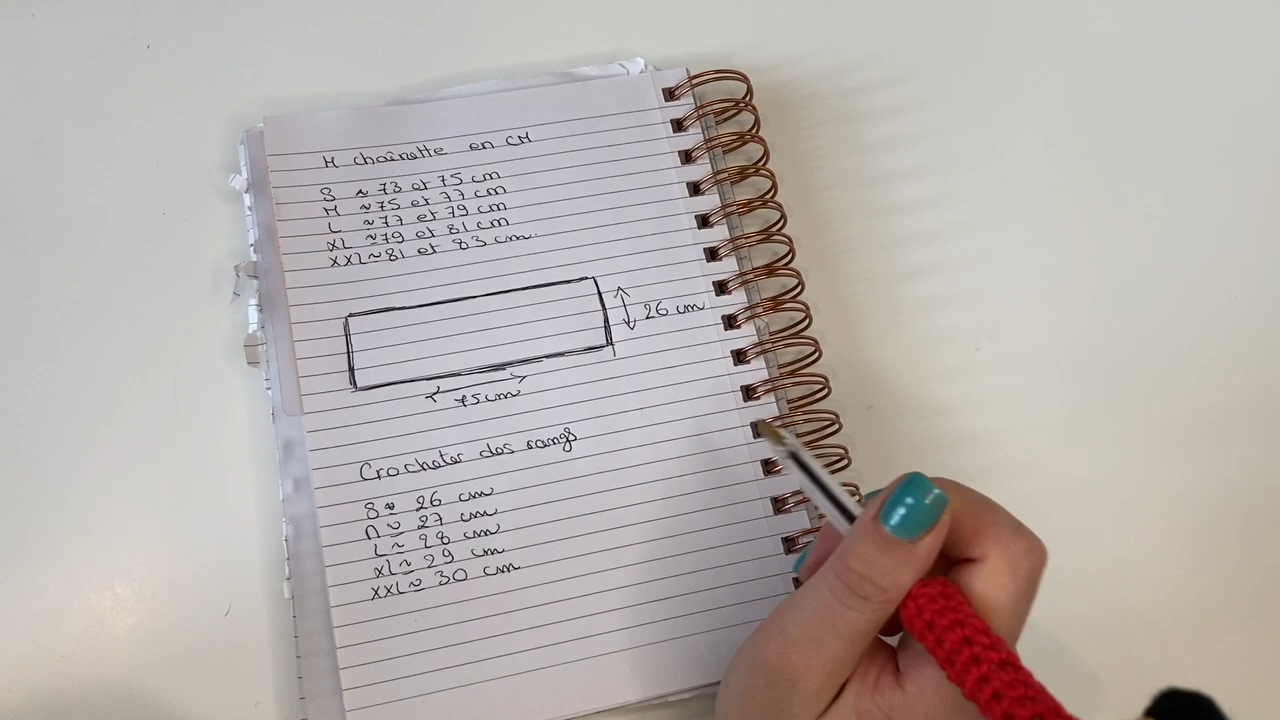 M chaînette en CM
S ≈ 73 et 75 cm
M ≈ 75 et 77 cm
L ≈ 77 et 79 cm
XL ≈ 79 et 81 cm
XXL ≈ 81 et 83 cm.
26 cm
75cm
Crocheter des rangs
S ≈ 26 cm
M ≈ 27 cm
L ≈ 28 cm
XL ≈ 29 cm
XXL ≈ 30 cm